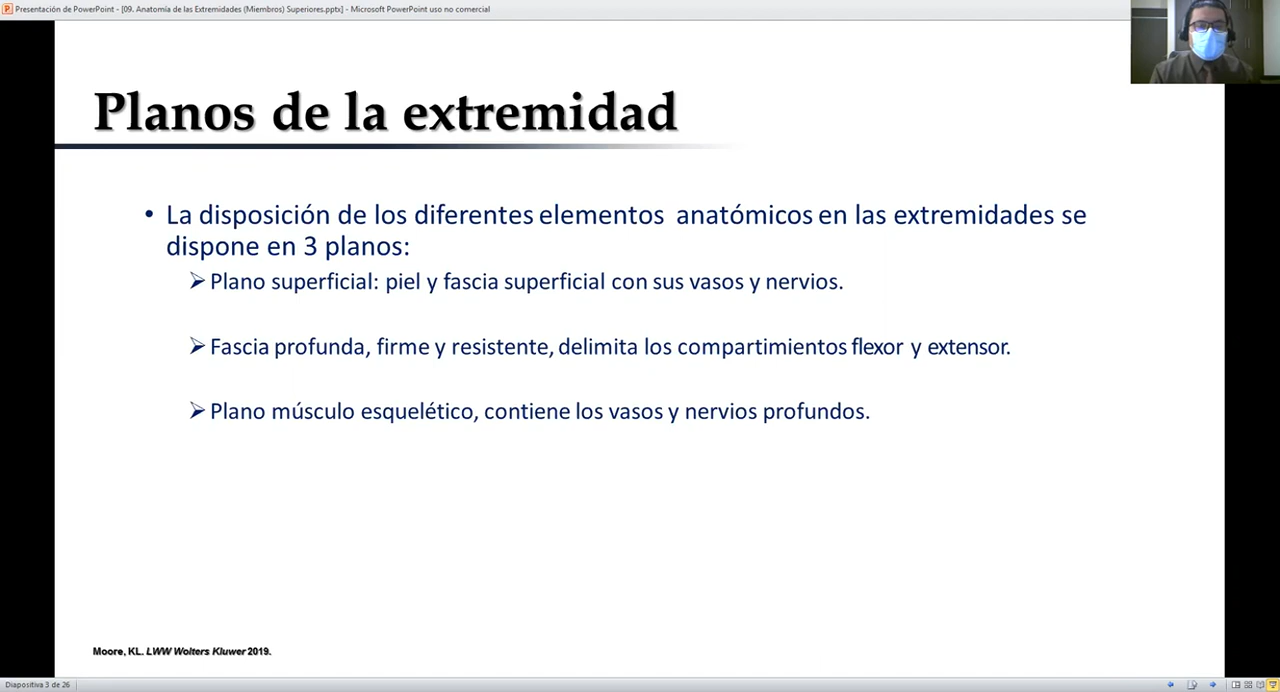 Presentación de PowerPoint - [09. Anatomía de las Extremidades (Miembros) Superiores.pptx] - Microsoft PowerPoint uso no comercial
Planos de la extremidad
• La disposición de los diferentes elementos anatómicos en las extremidades se
dispone en 3 planos:
➢ Plano superficial: piel y fascia superficial con sus vasos y nervios.
➢ Fascia profunda, firme y resistente, delimita los compartimientos flexor y extensor.
➢ Plano músculo esquelético, contiene los vasos y nervios profundos.
Moore, KL. LWW Wolters Kluwer 2019.
Diapositiva 3 de 26